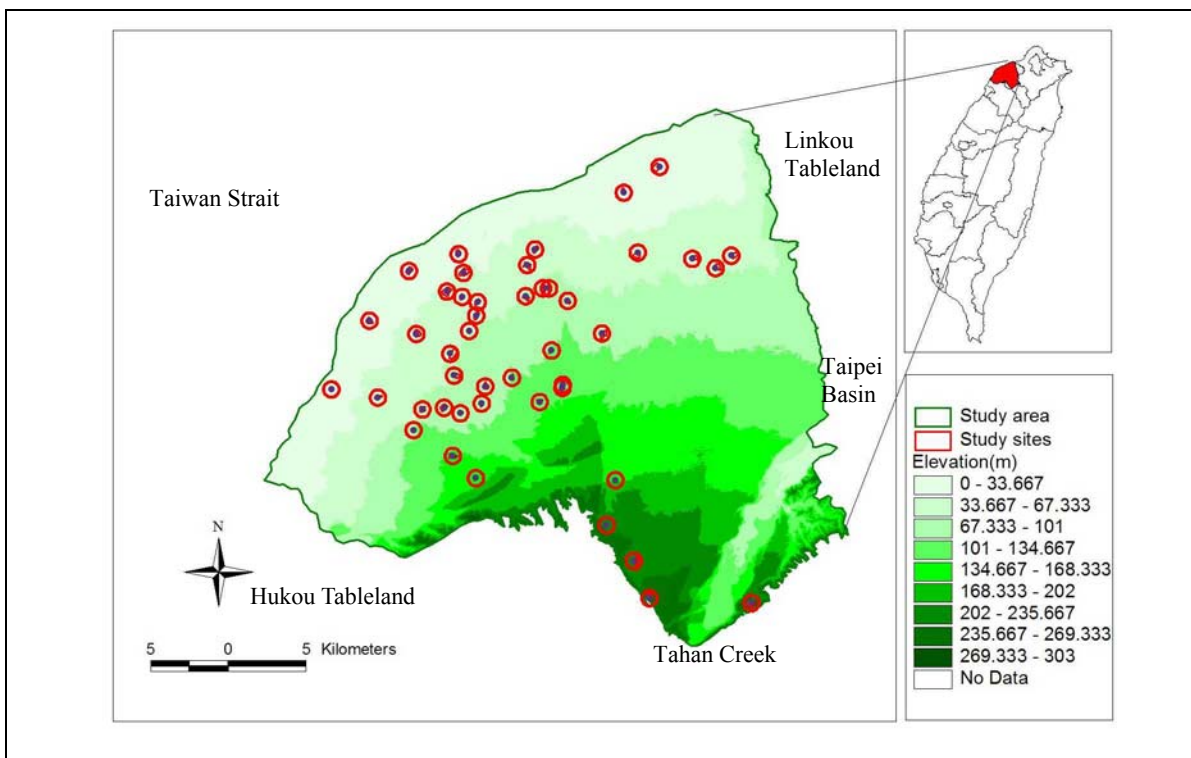 Linkou
Tableland
Taiwan Strait
Taipei
Basin
N
Hukou Tableland
Tahan Creek
5 0 5 Kilometers
Study area
Study sites
Elevation(m)
0 - 33.667
33.667 - 67.333
67.333 - 101
101 - 134.667
134.667 - 168.333
168.333 - 202
202 - 235.667
235.667 - 269.333
269.333 - 303
No Data